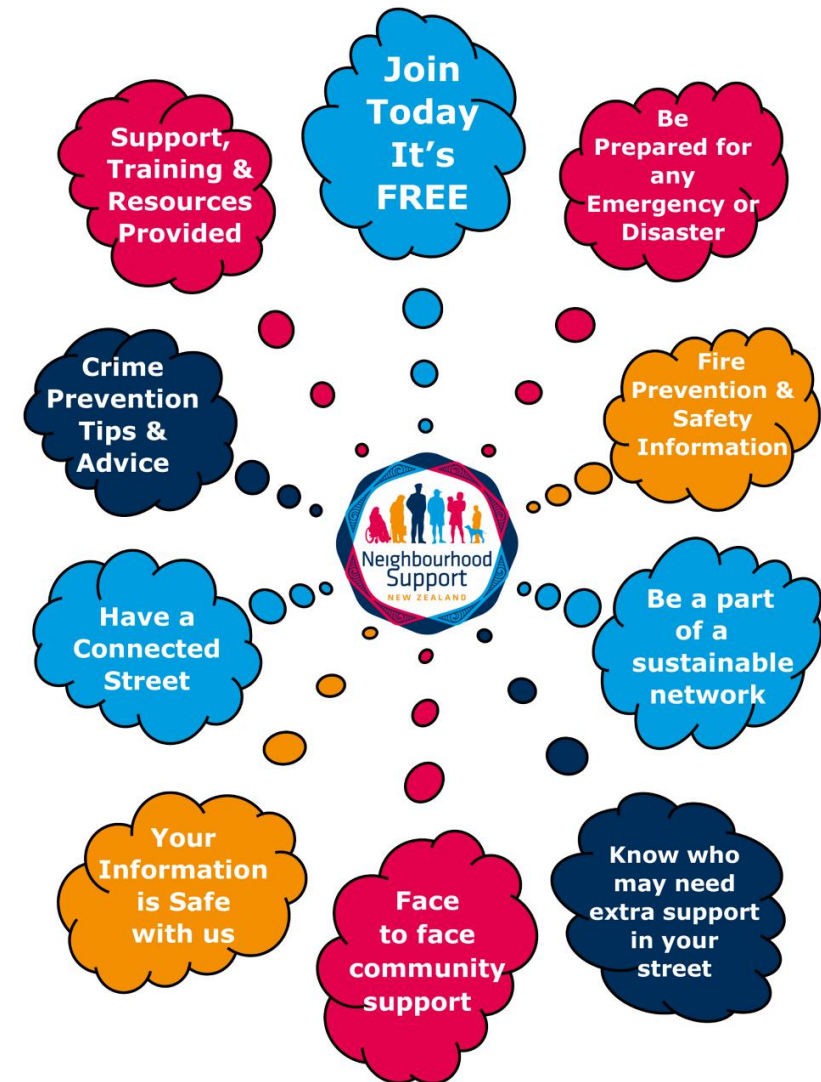 Join
Today
It's
FREE
Support,
Training &
Resources
Provided
Be
Prepared for
any
Emergency or
Disaster
Crime
Prevention
Tips &
Advice
Fire
Prevention &
Safety
Information
Neighbourhood
Support
NEW ZEALAND
Have a
Connected
Street
Be a part
of a
sustainable
network
Your
Information
is Safe
with us
Face
to face
community
support
Know who
may need
extra support
in your
street